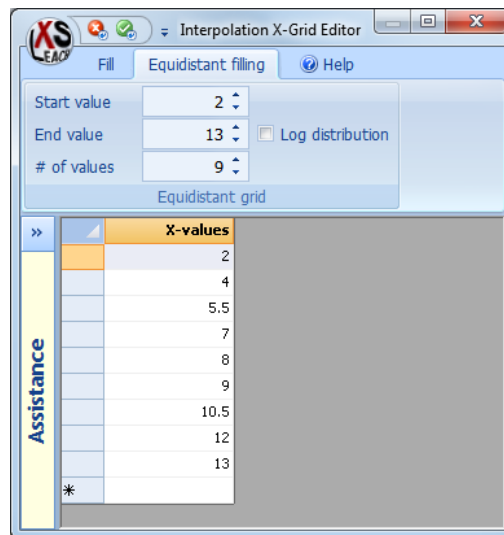 XS
LEACH
Interpolation X-Grid Editor
Fill Equidistant filling Help
Start value 2
End value 13 Log distribution
# of values 9
Equidistant grid
» X-values
2
4
5.5
7
8
9
10.5
12
13
*
Assistance